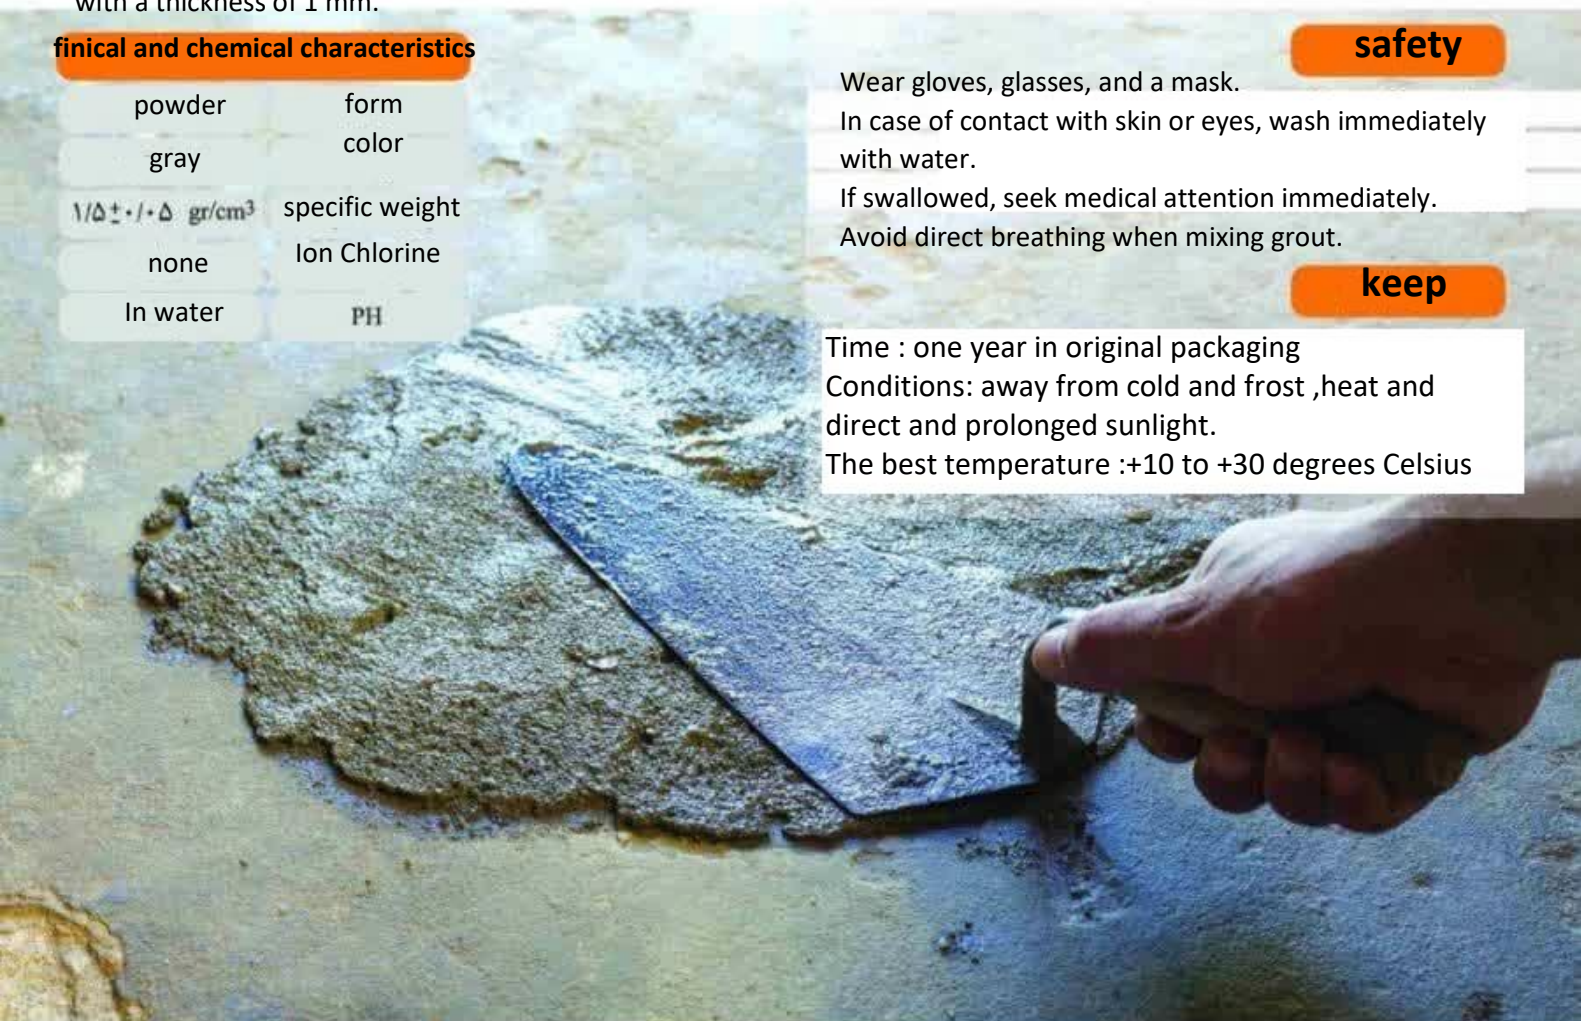 with a thickness of 1 mm.
finical and chemical characteristics
powder form
color
gray
۱/۵±۰/۰۵ gr/cm³ specific weight
none Ion Chlorine
In water PH
safety
Wear gloves, glasses, and a mask.
In case of contact with skin or eyes, wash immediately
with water.
If swallowed, seek medical attention immediately.
Avoid direct breathing when mixing grout.
keep
Time : one year in original packaging
Conditions: away from cold and frost ,heat and
direct and prolonged sunlight.
The best temperature :+10 to +30 degrees Celsius